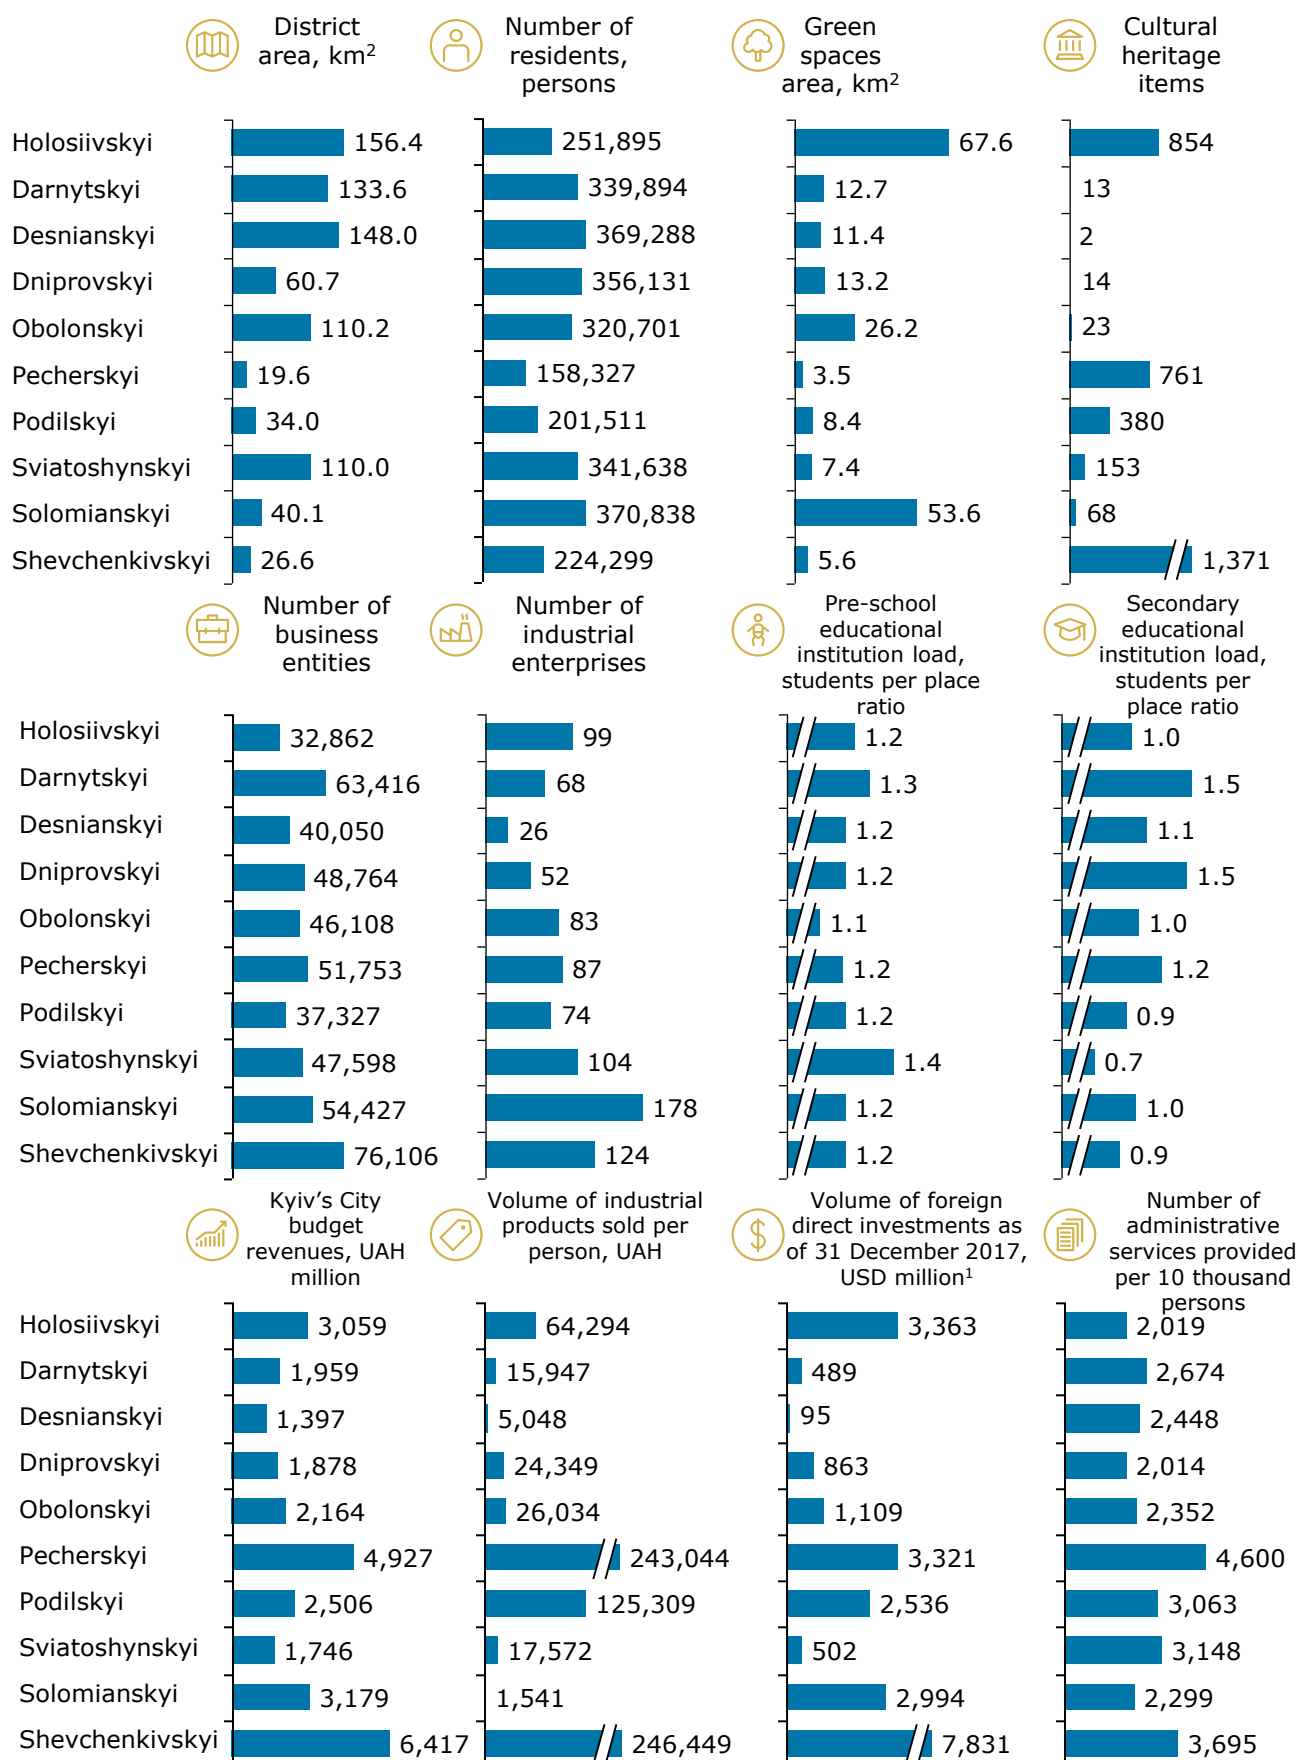 District
area, km2
Number of
residents,
persons
Green
spaces
area, km2
Cultural
heritage
items
Holosiivskyi 156.4 251,895 67.6 854
Darnytskyi 133.6 339,894 12.7 13
Desnianskyi 148.0 369,288 11.4 2
Dniprovskyi 60.7 356,131 13.2 14
Obolonskyi 110.2 320,701 26.2 23
Pecherskyi 19.6 158,327 3.5 761
Podilskyi 34.0 201,511 8.4 380
Sviatoshynskyi 110.0 341,638 7.4 153
Solomianskyi 40.1 370,838 53.6 68
Shevchenkivskyi 26.6 224,299 5.6 1,371
Number of
business
entities
Number of
industrial
enterprises
Pre-school
educational
institution load,
students per place
ratio
Secondary
educational
institution load,
students per
place ratio
Holosiivskyi 32,862 99 1.2 1.0
Darnytskyi 63,416 68 1.3 1.5
Desnianskyi 40,050 26 1.2 1.1
Dniprovskyi 48,764 52 1.2 1.5
Obolonskyi 46,108 83 1.1 1.0
Pecherskyi 51,753 87 1.2 1.2
Podilskyi 37,327 74 1.2 0.9
Sviatoshynskyi 47,598 104 1.4 0.7
Solomianskyi 54,427 178 1.2 1.0
Shevchenkivskyi 76,106 124 1.2 0.9
Kyiv's City
budget
revenues, UAH
million
Volume of industrial
products sold per
person, UAH
Volume of foreign
direct investments as
of 31 December 2017,
USD million1
Number of
administrative
services provided
per 10 thousand
persons
Holosiivskyi 3,059 64,294 3,363 2,019
Darnytskyi 1,959 15,947 489 2,674
Desnianskyi 1,397 5,048 95 2,448
Dniprovskyi 1,878 24,349 863 2,014
Obolonskyi 2,164 26,034 1,109 2,352
Pecherskyi 4,927 243,044 3,321 4,600
Podilskyi 2,506 125,309 2,536 3,063
Sviatoshynskyi 1,746 17,572 502 3,148
Solomianskyi 3,179 1,541 2,994 2,299
Shevchenkivskyi 6,417 246,449 7,831 3,695